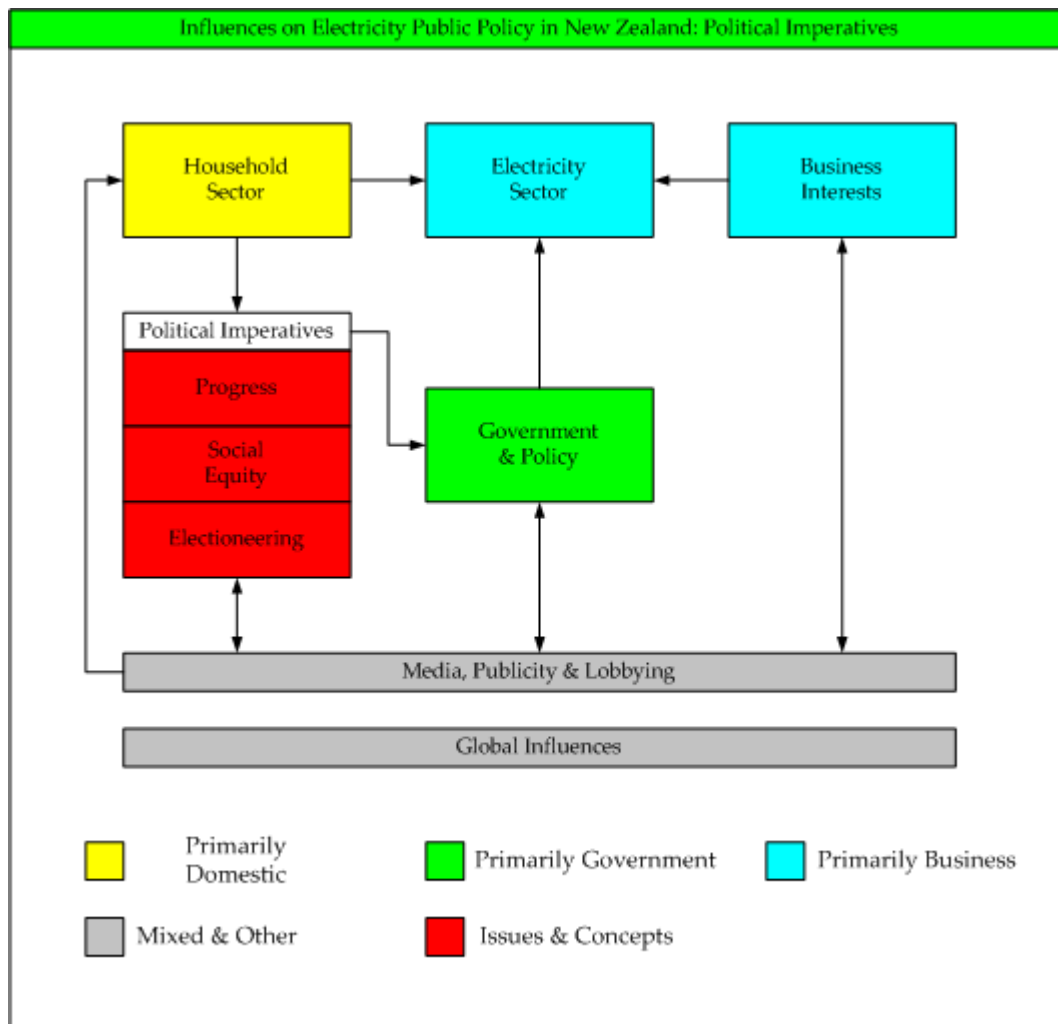 Influences on Electricity Public Policy in New Zealand: Political Imperatives
Household
Sector
Electricity
Sector
Business
Interests
Political Imperatives
Progress
Social
Equity
Electioneering
Government
& Policy
Media, Publicity & Lobbying
Global Influences
Primarily
Domestic
Primarily Government
Primarily Business
Mixed & Other
Issues & Concepts